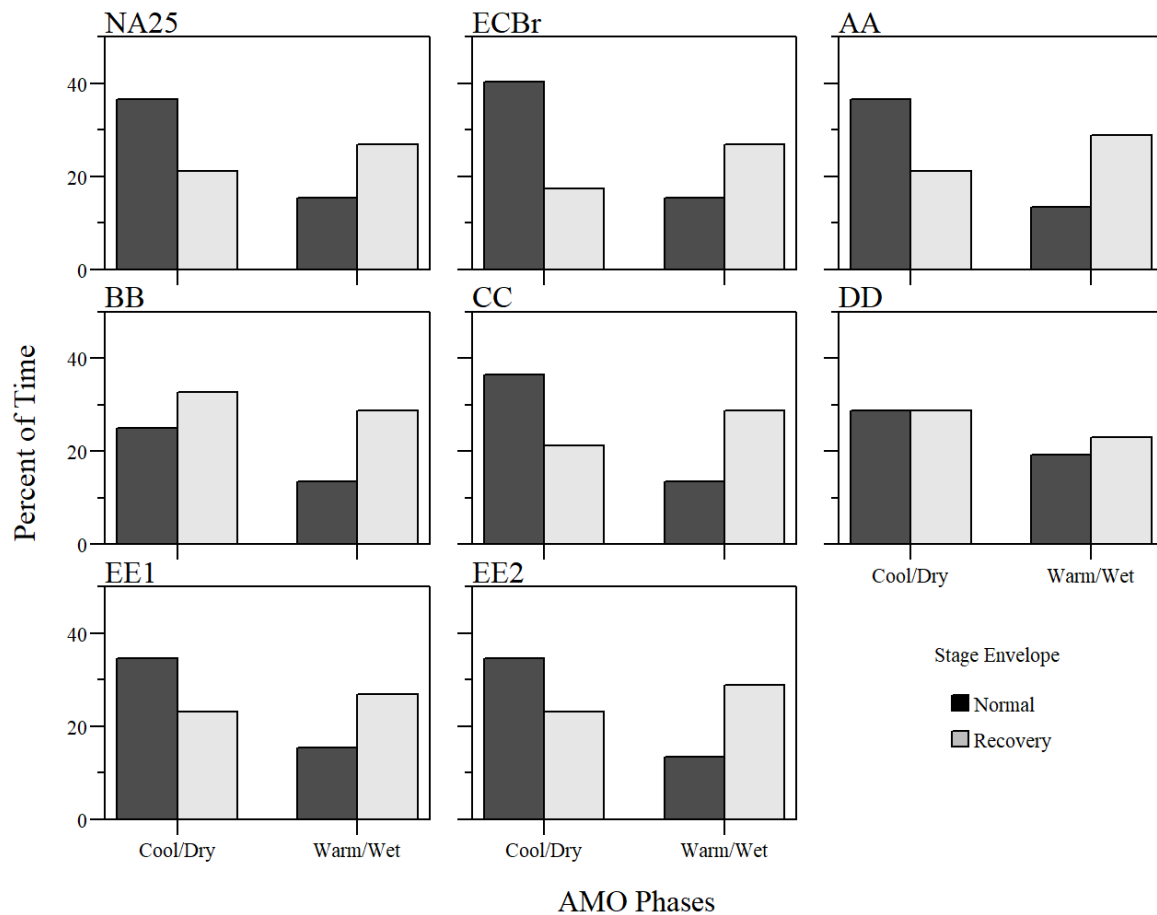 NA25 ECBr AA
40
20
0
BB CC DD
Percent of Time
40
20
0
Cool/Dry Warm/Wet
EE1 EE2
40
20
0
Stage Envelope
Normal
Recovery
Cool/Dry Warm/Wet Cool/Dry Warm/Wet
AMO Phases